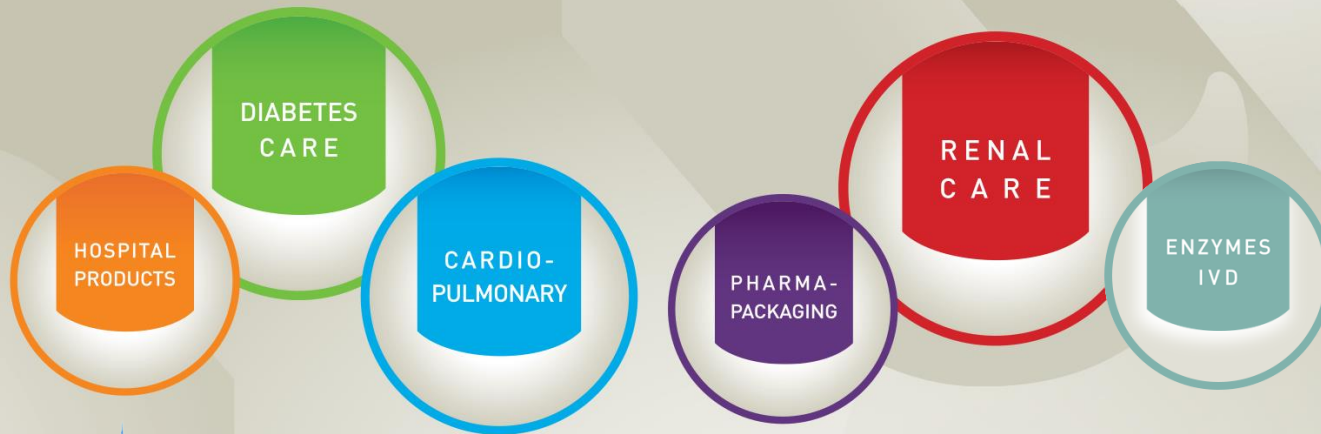 HOSPITAL
PRODUCTS
DIABETES
CARE
CARDIO-
PULMONARY
PHARMA-
PACKAGING
RENAL
CARE
ENZYMES
IVD